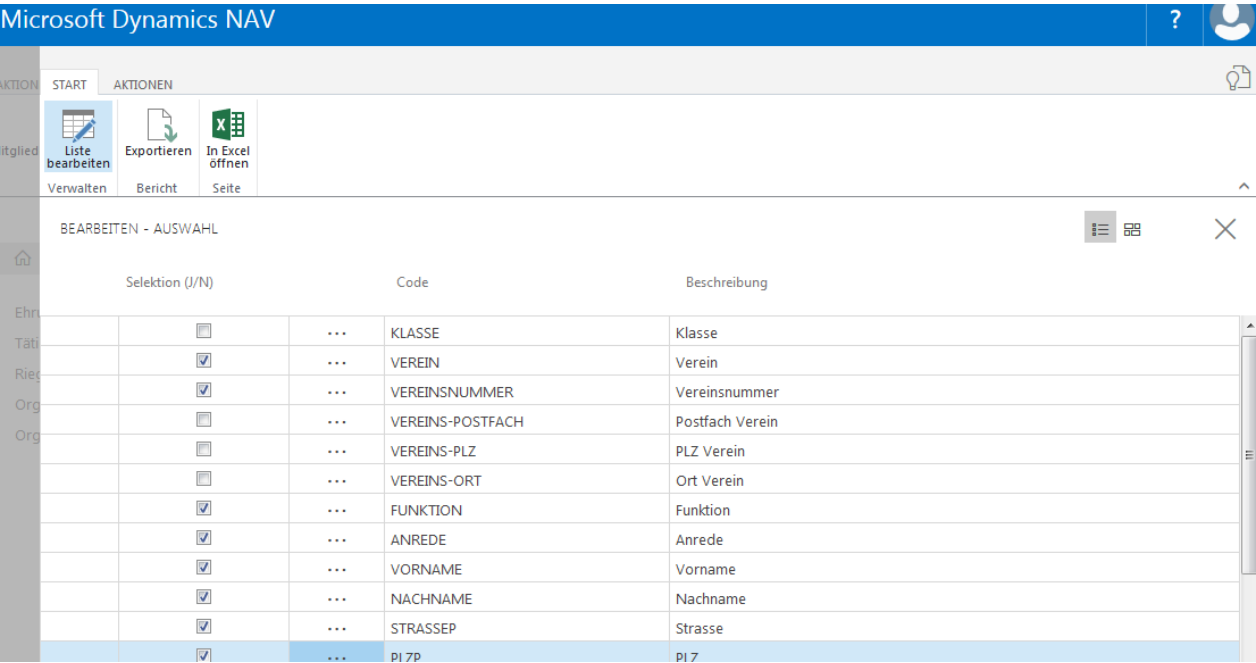 Microsoft Dynamics NAV ?
AKTION START AKTIONEN
itglied Liste bearbeiten Exportieren In Excel öffnen
Verwalten Bericht Seite
BEARBEITEN - AUSWAHL
Selektion (J/N) Code Beschreibung
Ehru
KLASSE Klasse
Täti
VEREIN Verein
Rieg
VEREINSNUMMER Vereinsnummer
Org
VEREINS-POSTFACH Postfach Verein
Org
VEREINS-PLZ PLZ Verein
VEREINS-ORT Ort Verein
FUNKTION Funktion
ANREDE Anrede
VORNAME Vorname
NACHNAME Nachname
STRASSEP Strasse
PLZP PLZ